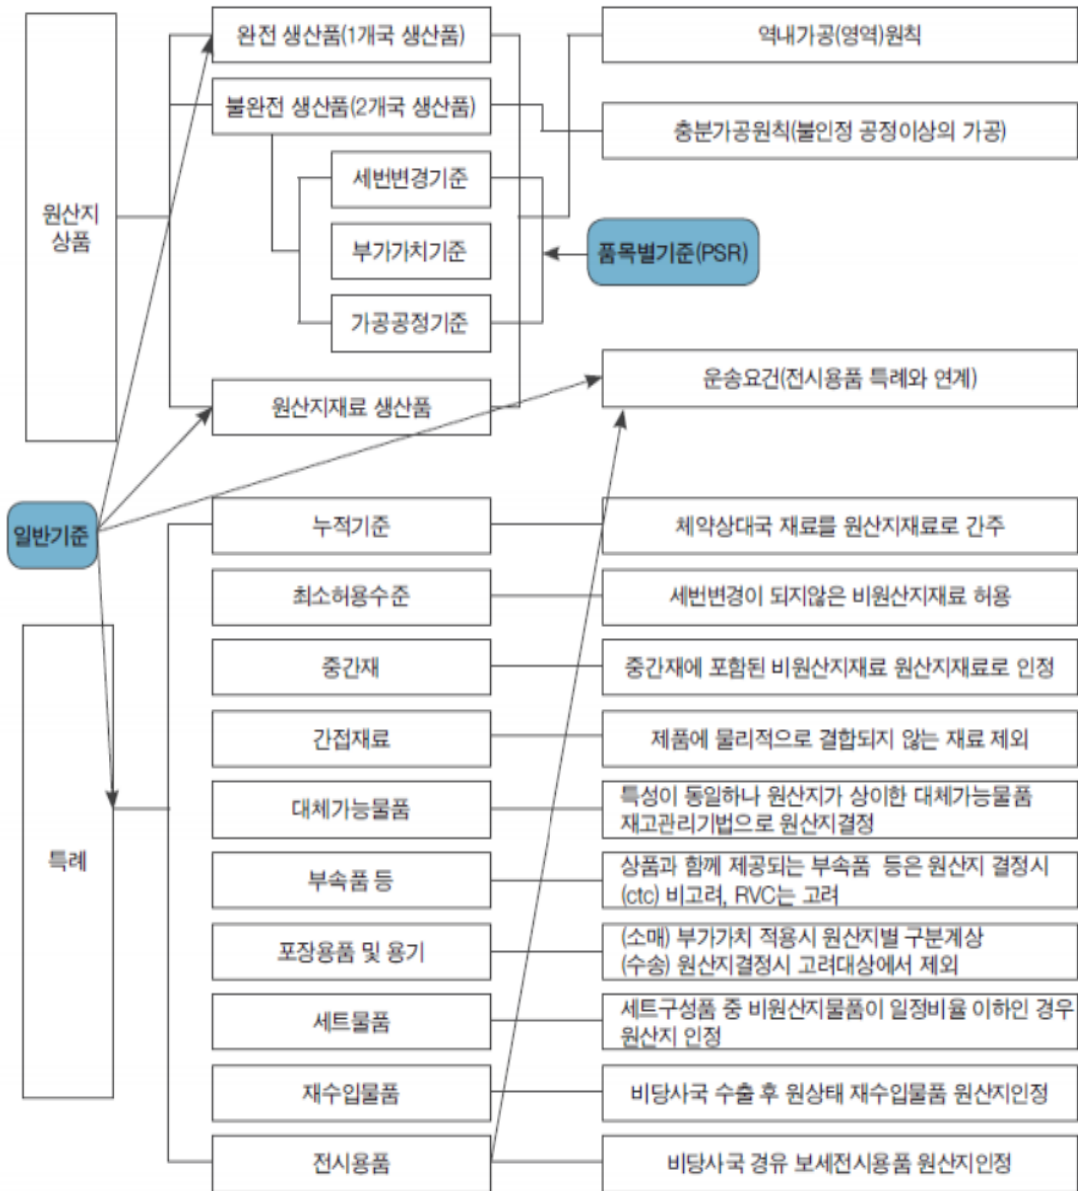 원산지
상품
완전 생산품(1개국 생산품)
불완전 생산품(2개국 생산품)
세번변경기준
부가가치기준
가공공정기준
원산지재료 생산품
역내가공(영역)원칙
충분가공원칙(불인정 공정이상의 가공)
품목별기준(PSR)
운송요건(전시용품 특례와 연계)
일반기준
특례
누적기준
체약상대국 재료를 원산지재료로 간주
최소허용수준
세번변경이 되지않은 비원산지재료 허용
중간재
중간재에 포함된 비원산지재료 원산지재료로 인정
간접재료
제품에 물리적으로 결합되지 않는 재료 제외
대체가능물품
특성이 동일하나 원산지가 상이한 대체가능물품
재고관리기법으로 원산지결정
부속품 등
상품과 함께 제공되는 부속품 등은 원산지 결정시
(ctc) 비고려, RVC는 고려
포장용품 및 용기
(소매) 부가가치 적용시 원산지별 구분계상
(수송) 원산지결정시 고려대상에서 제외
세트물품
세트구성품 중 비원산지물품이 일정비율 이하인 경우
원산지 인정
재수입물품
비당사국 수출 후 원상태 재수입물품 원산지인정
전시용품
비당사국 경유 보세전시용품 원산지인정